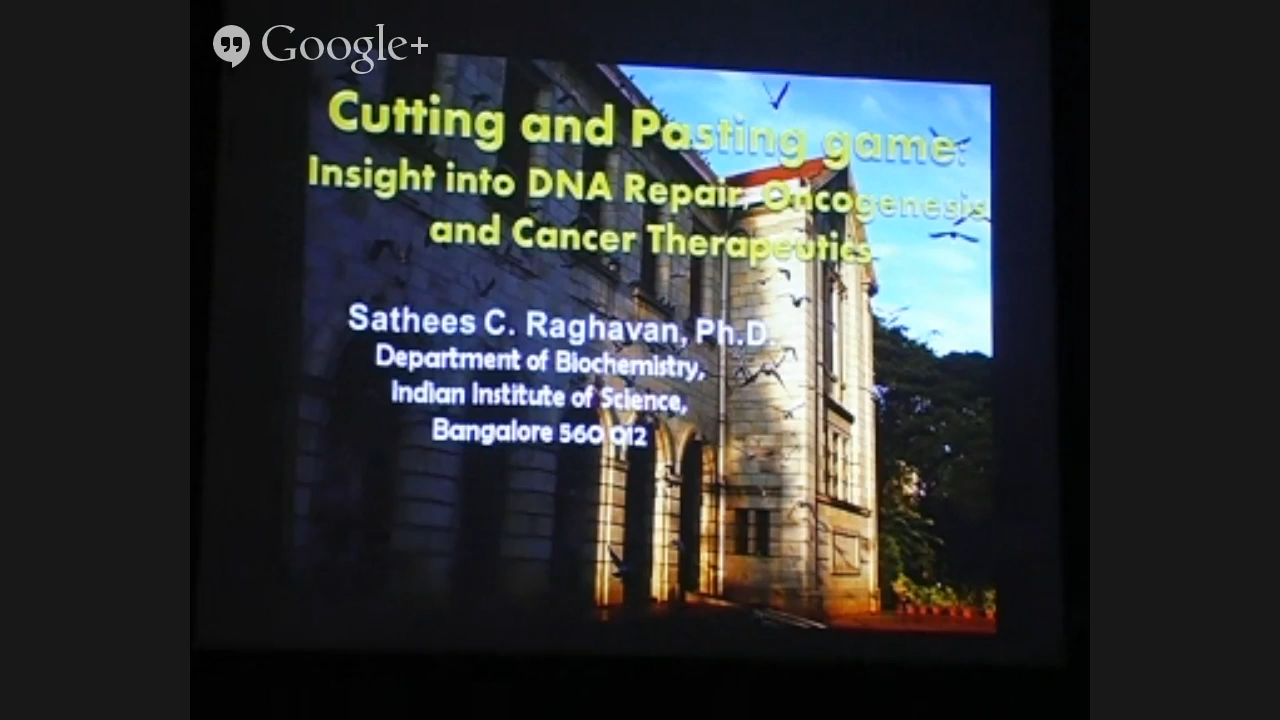 Google+
Cutting and Pasting game:
Insight into DNA Repair, Oncogenesis
and Cancer Therapeutics
Sathees C. Raghavan, Ph.D.
Department of Biochemistry,
Indian Institute of Science,
Bangalore 560 012